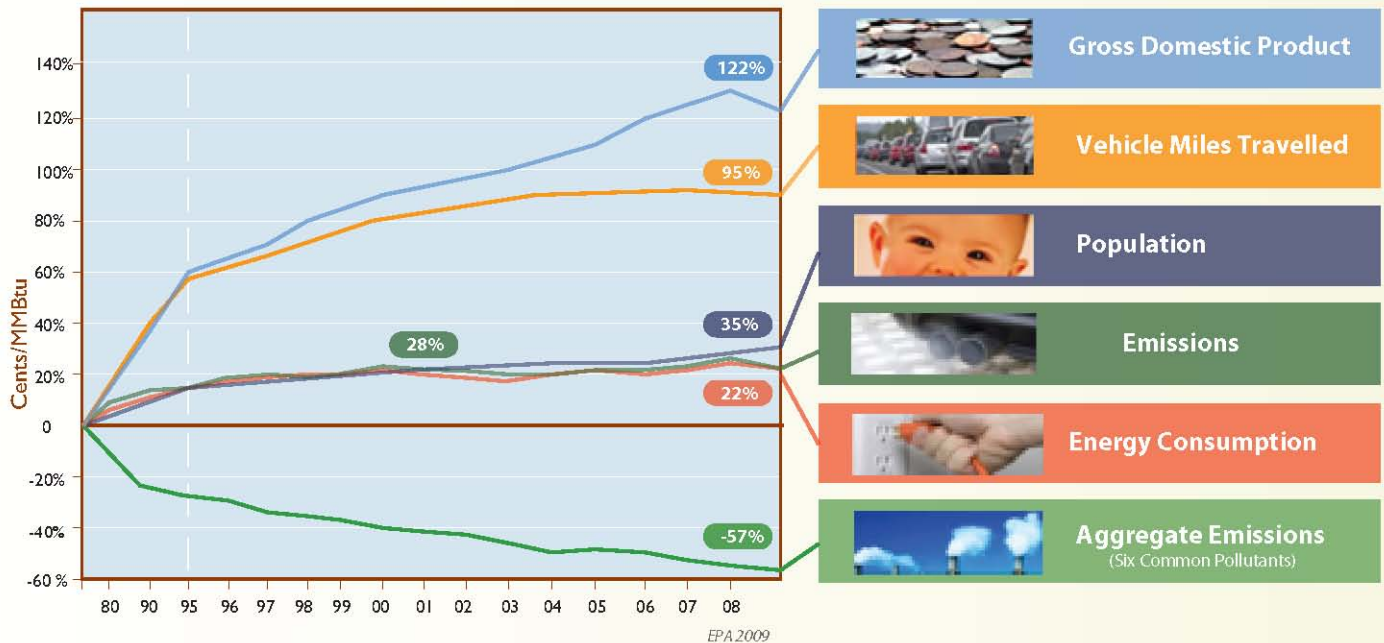 140%
120%
100%
80%
60%
40%
20%
0
-20%
-40%
-60 %
Cents/MMBtu
122%
95%
35%
28%
22%
-57%
80 90 95 96 97 98 99 00 01 02 03 04 05 06 07 08
EPA 2009
Gross Domestic Product
Vehicle Miles Travelled
Population
Emissions
Energy Consumption
Aggregate Emissions
(Six Common Pollutants)